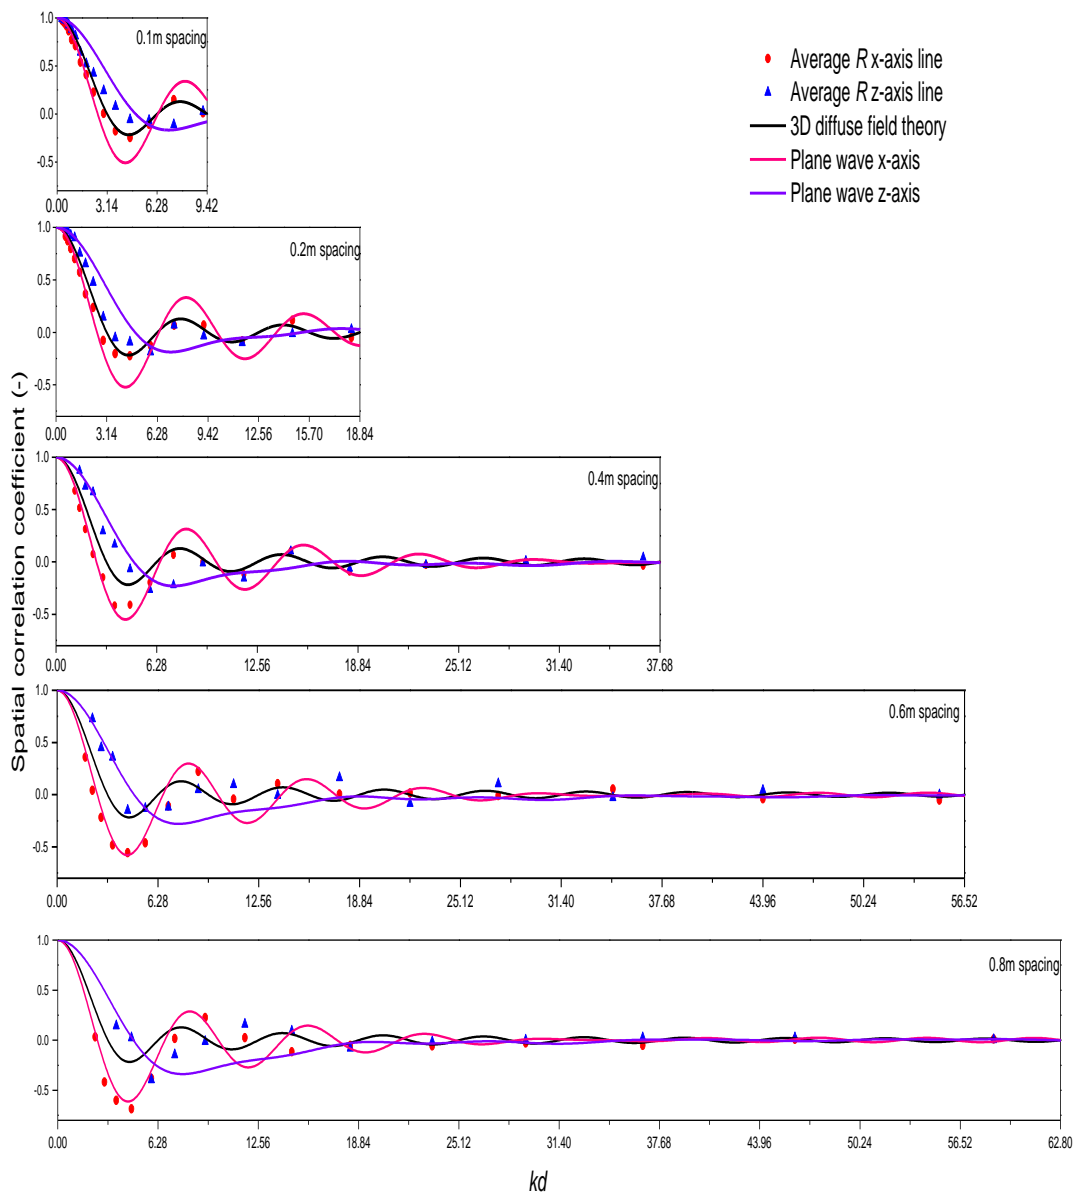 1.0
0.1m spacing
0.5
0.0
-0.5
0.00 3.14 6.28 9.42
Average R x-axis line
Average R z-axis line
3D diffuse field theory
Plane wave x-axis
Plane wave z-axis
1.0
0.2m spacing
0.5
0.0
-0.5
0.00 3.14 6.28 9.42 12.56 15.70 18.84
Spatial correlation coefficient (-)
1.0
0.4m spacing
0.5
0.0
-0.5
0.00 6.28 12.56 18.84 25.12 31.40 37.68
1.0
0.6m spacing
0.5
0.0
-0.5
0.00 6.28 12.56 18.84 25.12 31.40 37.68 43.96 50.24 56.52
1.0
0.8m spacing
0.5
0.0
-0.5
0.00 6.28 12.56 18.84 25.12 31.40 37.68 43.96 50.24 56.52 62.80
kd